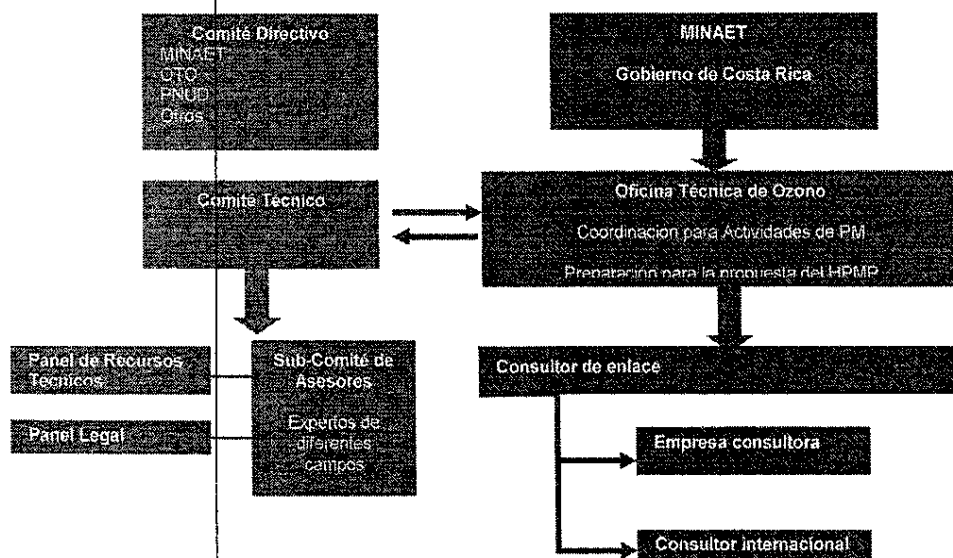 Comité Directivo
MINAET
OTO
PNUD
Otros
MINAET
Gobierno de Costa Rica
Comité Técnico
Oficina Técnica de Ozono
Coordinación para Actividades de PM
Preparación para la propuesta del HPMP
Panel de Recursos
Técnicos
Panel Legal
Sub-Comité de
Asesores
Expertos de
diferentes
campos
Consultor de enlace
Empresa consultora
Consultor internacional